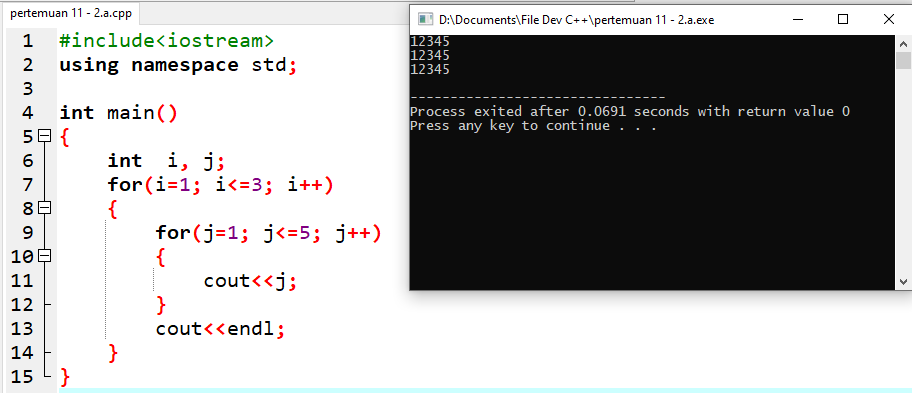 pertemuan 11 - 2.a.cpp
1 #include<iostream>
2 using namespace std;
3
4 int main()
5 {
6     int  i, j;
7     for(i=1; i<=3; i++)
8     {
9         for(j=1; j<=5; j++)
10         {
11             cout<<j;
12         }
13         cout<<endl;
14     }
15 }
D:\Documents\File Dev C++\pertemuan 11 - 2.a.exe
12345
12345
12345
--------------------------------
Process exited after 0.0691 seconds with return value 0
Press any key to continue . . .